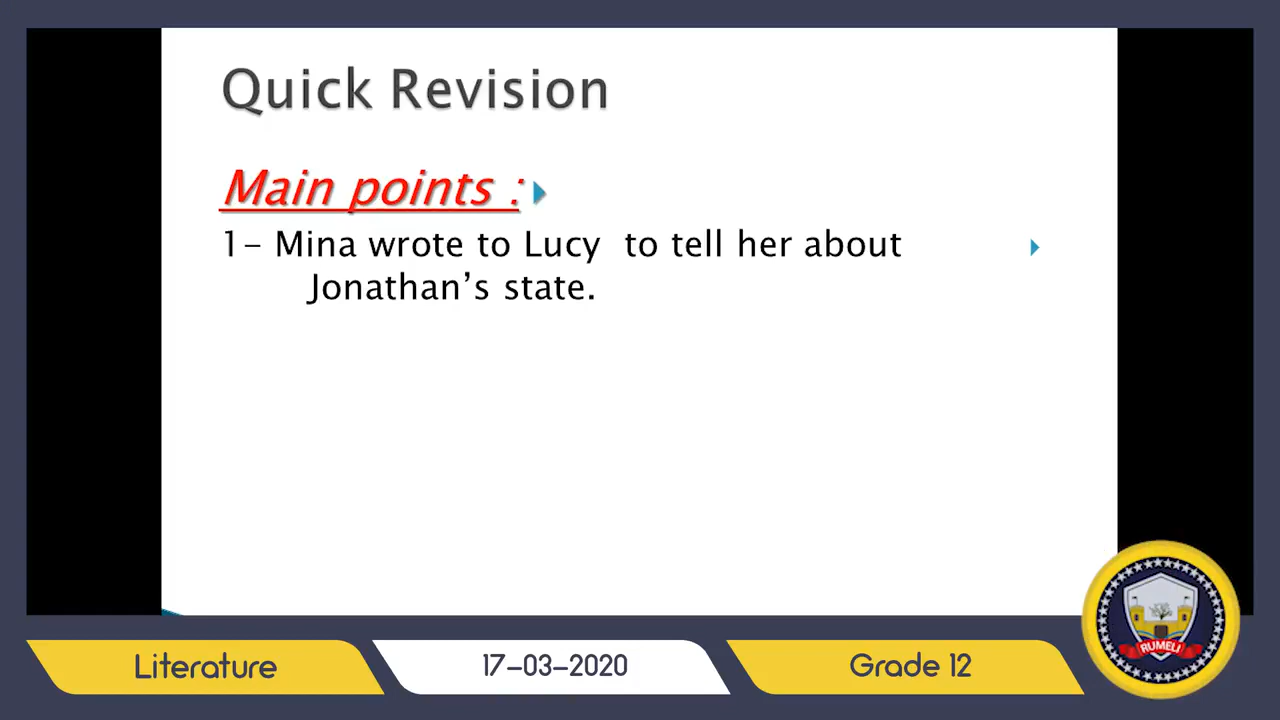 Quick Revision
Main points :
1- Mina wrote to Lucy to tell her about
Jonathan's state.
RUMELI
Literature
17-03-2020
Grade 12